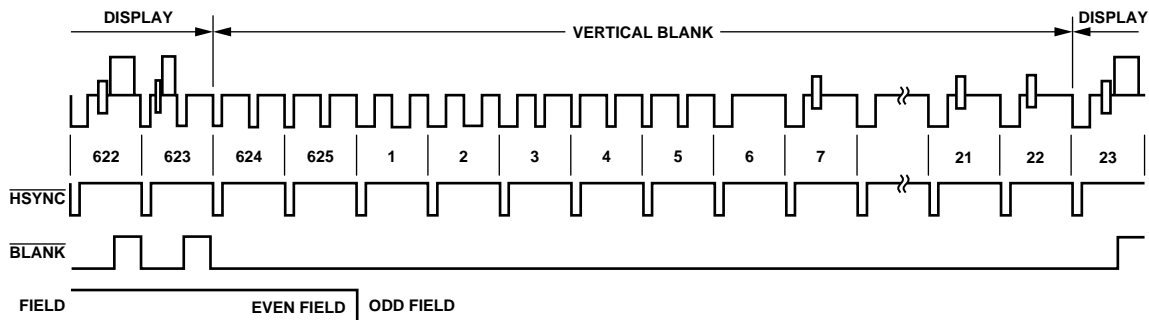 DISPLAY VERTICAL BLANK DISPLAY
622 623 624 625 1 2 3 4 5 6 7 21 22 23
HSYNC
BLANK
FIELD EVEN FIELD ODD FIELD